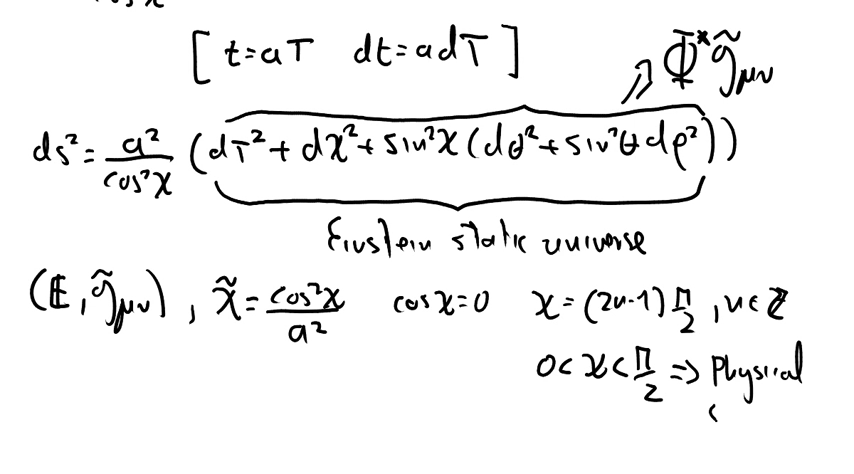 cos χ
[ t=aT dt=adT ]
⇒ Φ* g̃μν
ds² = a²/cos²χ (dT² + dχ² + sin²χ (dθ² + sin²θ dφ²))
Einstein static universe
(E, g̃μν), χ̃ = cos²χ/a² cos χ=0 χ=(2n-1)π/2, n∈Z
0<χ<π/2 ⇒ Physical
(